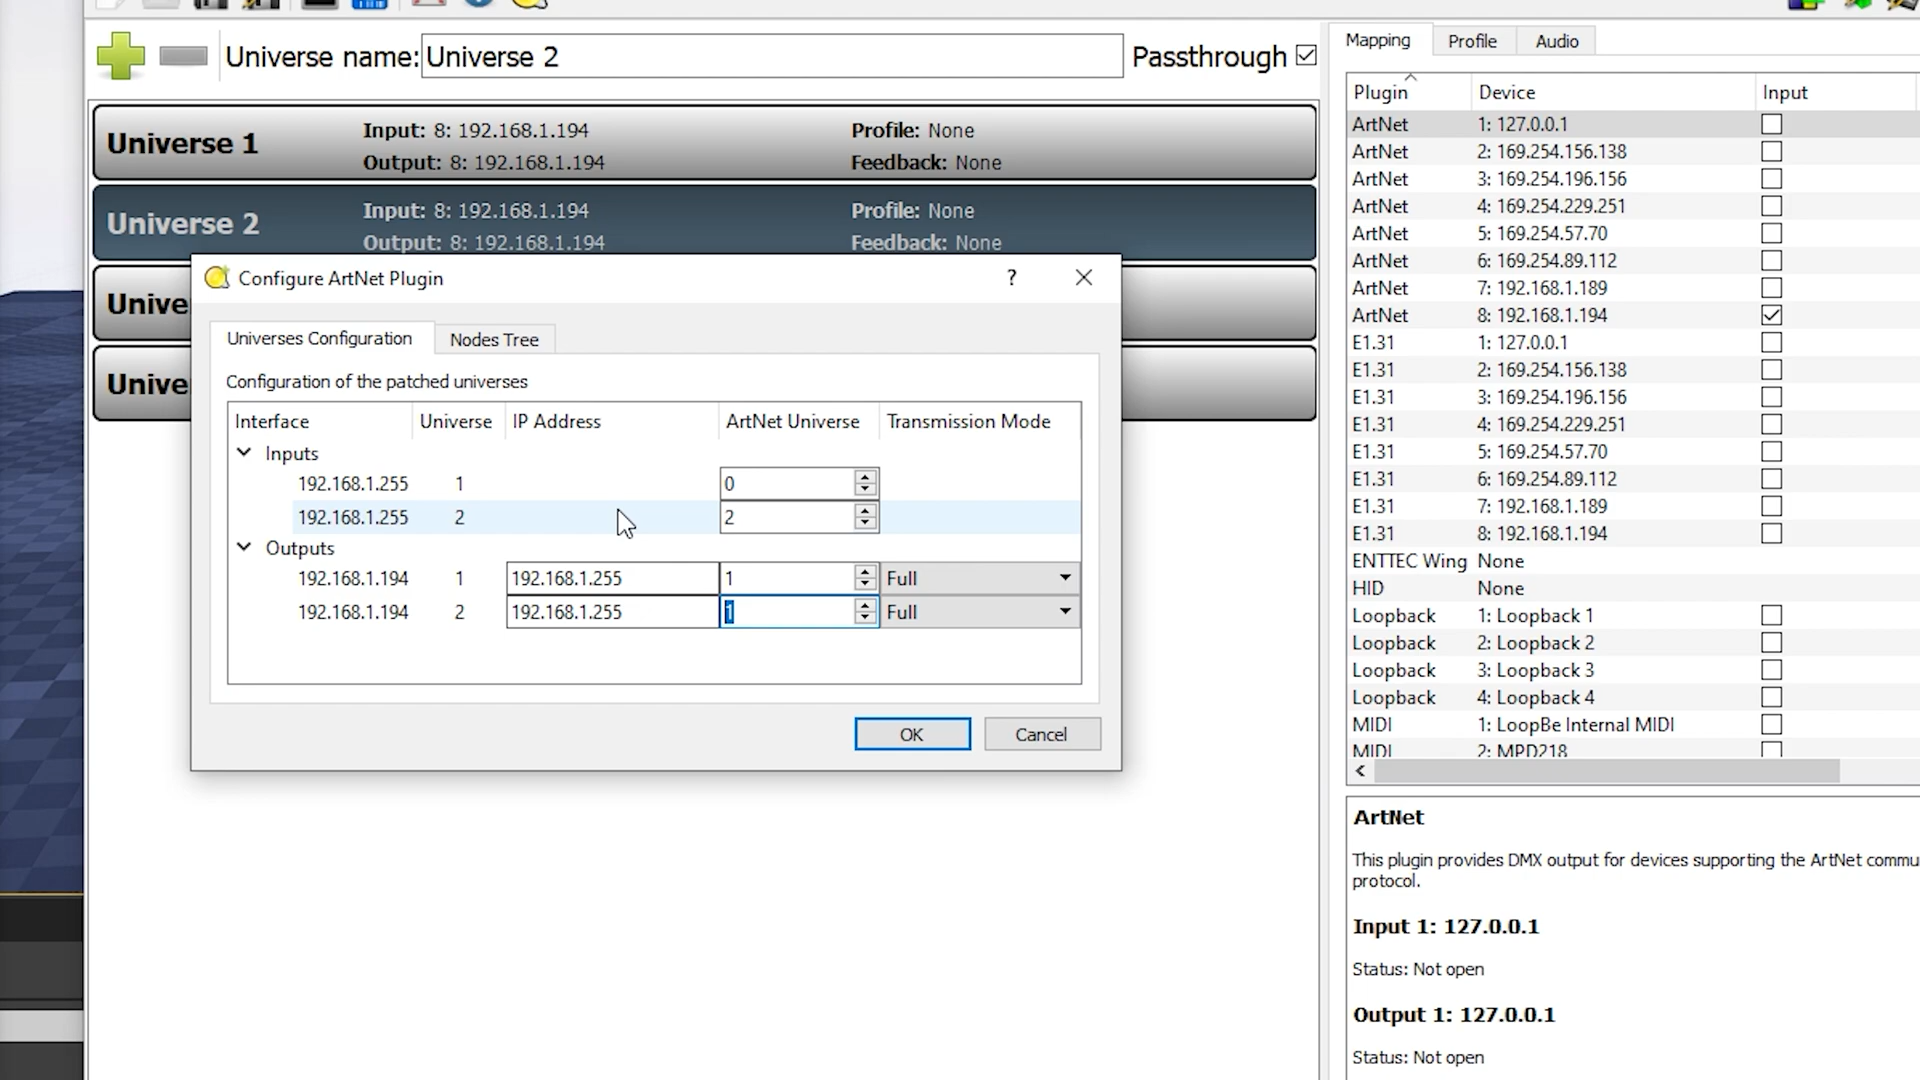 Universe name: Universe 2 Passthrough
Universe 1 Input: 8: 192.168.1.194 Profile: None
Output: 8: 192.168.1.194 Feedback: None
Universe 2 Input: 8: 192.168.1.194 Profile: None
Output: 8: 192.168.1.194 Feedback: None
Unive
Unive
Configure ArtNet Plugin ?
Universes Configuration Nodes Tree
Configuration of the patched universes
Interface Universe IP Address ArtNet Universe Transmission Mode
Inputs
192.168.1.255 1 0
192.168.1.255 2 2
Outputs
192.168.1.194 1 192.168.1.255 1 Full
192.168.1.194 2 192.168.1.255 1 Full
OK Cancel
Mapping Profile Audio
Plugin Device Input
ArtNet 1: 127.0.0.1
ArtNet 2: 169.254.156.138
ArtNet 3: 169.254.196.156
ArtNet 4: 169.254.229.251
ArtNet 5: 169.254.57.70
ArtNet 6: 169.254.89.112
ArtNet 7: 192.168.1.189
ArtNet 8: 192.168.1.194
E1.31 1: 127.0.0.1
E1.31 2: 169.254.156.138
E1.31 3: 169.254.196.156
E1.31 4: 169.254.229.251
E1.31 5: 169.254.57.70
E1.31 6: 169.254.89.112
E1.31 7: 192.168.1.189
E1.31 8: 192.168.1.194
ENTTEC Wing None
HID None
Loopback 1: Loopback 1
Loopback 2: Loopback 2
Loopback 3: Loopback 3
Loopback 4: Loopback 4
MIDI 1: LoopBe Internal MIDI
MIDI 2: MPD218
ArtNet
This plugin provides DMX output for devices supporting the ArtNet commu
protocol.
Input 1: 127.0.0.1
Status: Not open
Output 1: 127.0.0.1
Status: Not open